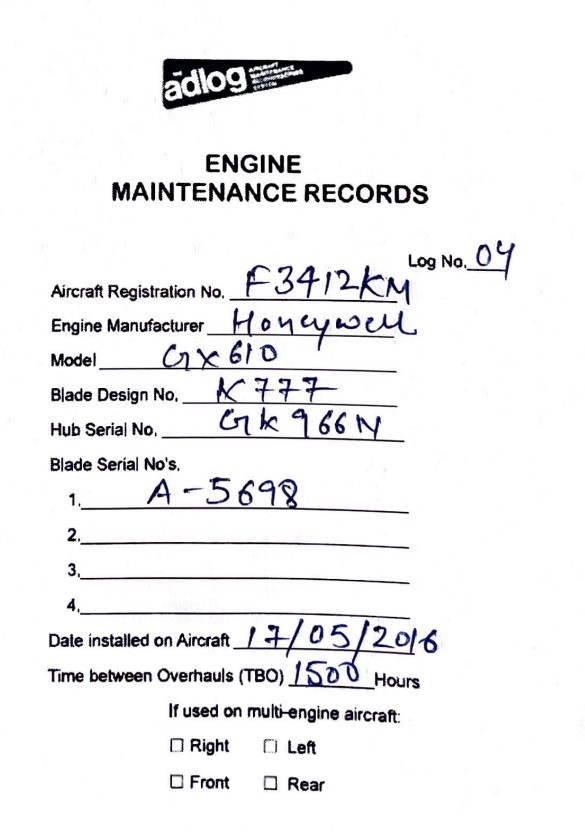 the
adlog AIRCRAFT MAINTENANCE RECORDKEEPING SYSTEM
ENGINE
MAINTENANCE RECORDS
Log No. 04
Aircraft Registration No. F3412KM
Engine Manufacturer Honeywell
Model GX610
Blade Design No. K777
Hub Serial No. GK966N
Blade Serial No's.
1. A-5698
2.
3.
4.
Date installed on Aircraft 17/05/2016
Time between Overhauls (TBO) 1500 Hours
If used on multi-engine aircraft:
☐ Right ☐ Left
☐ Front ☐ Rear